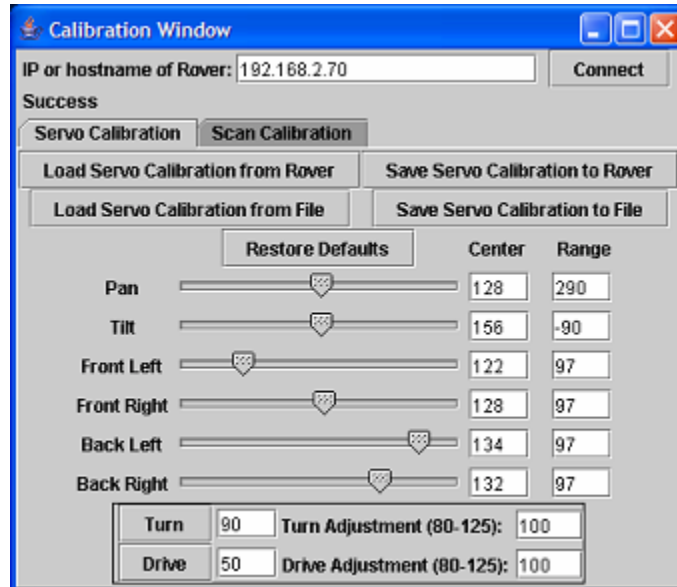 Calibration Window
IP or hostname of Rover: 192.168.2.70 Connect
Success
Servo Calibration Scan Calibration
Load Servo Calibration from Rover Save Servo Calibration to Rover
Load Servo Calibration from File Save Servo Calibration to File
Restore Defaults Center Range
Pan 128 290
Tilt 156 -90
Front Left 122 97
Front Right 128 97
Back Left 134 97
Back Right 132 97
Turn 90 Turn Adjustment (80-125): 100
Drive 50 Drive Adjustment (80-125): 100